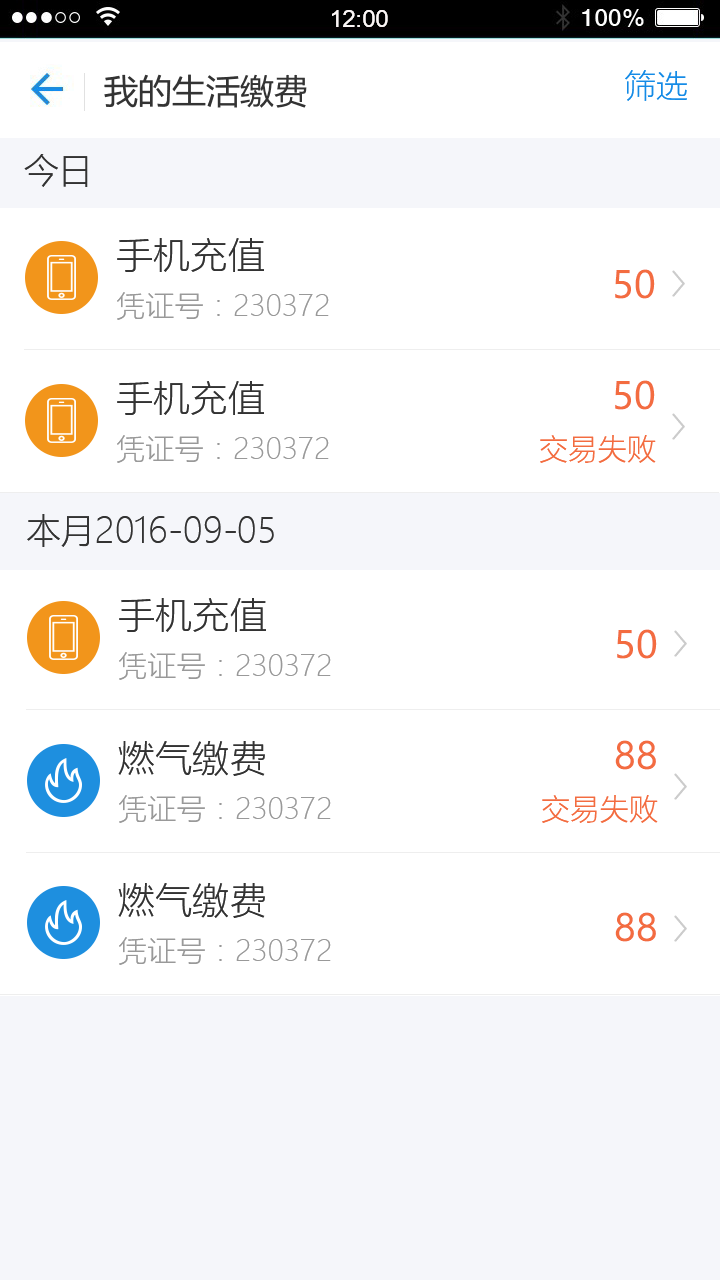 12:00
100%
我的生活缴费
筛选
今日
手机充值
凭证号：230372
50
手机充值
凭证号：230372
50
交易失败
本月2016-09-05
手机充值
凭证号：230372
50
燃气缴费
凭证号：230372
88
交易失败
燃气缴费
凭证号：230372
88